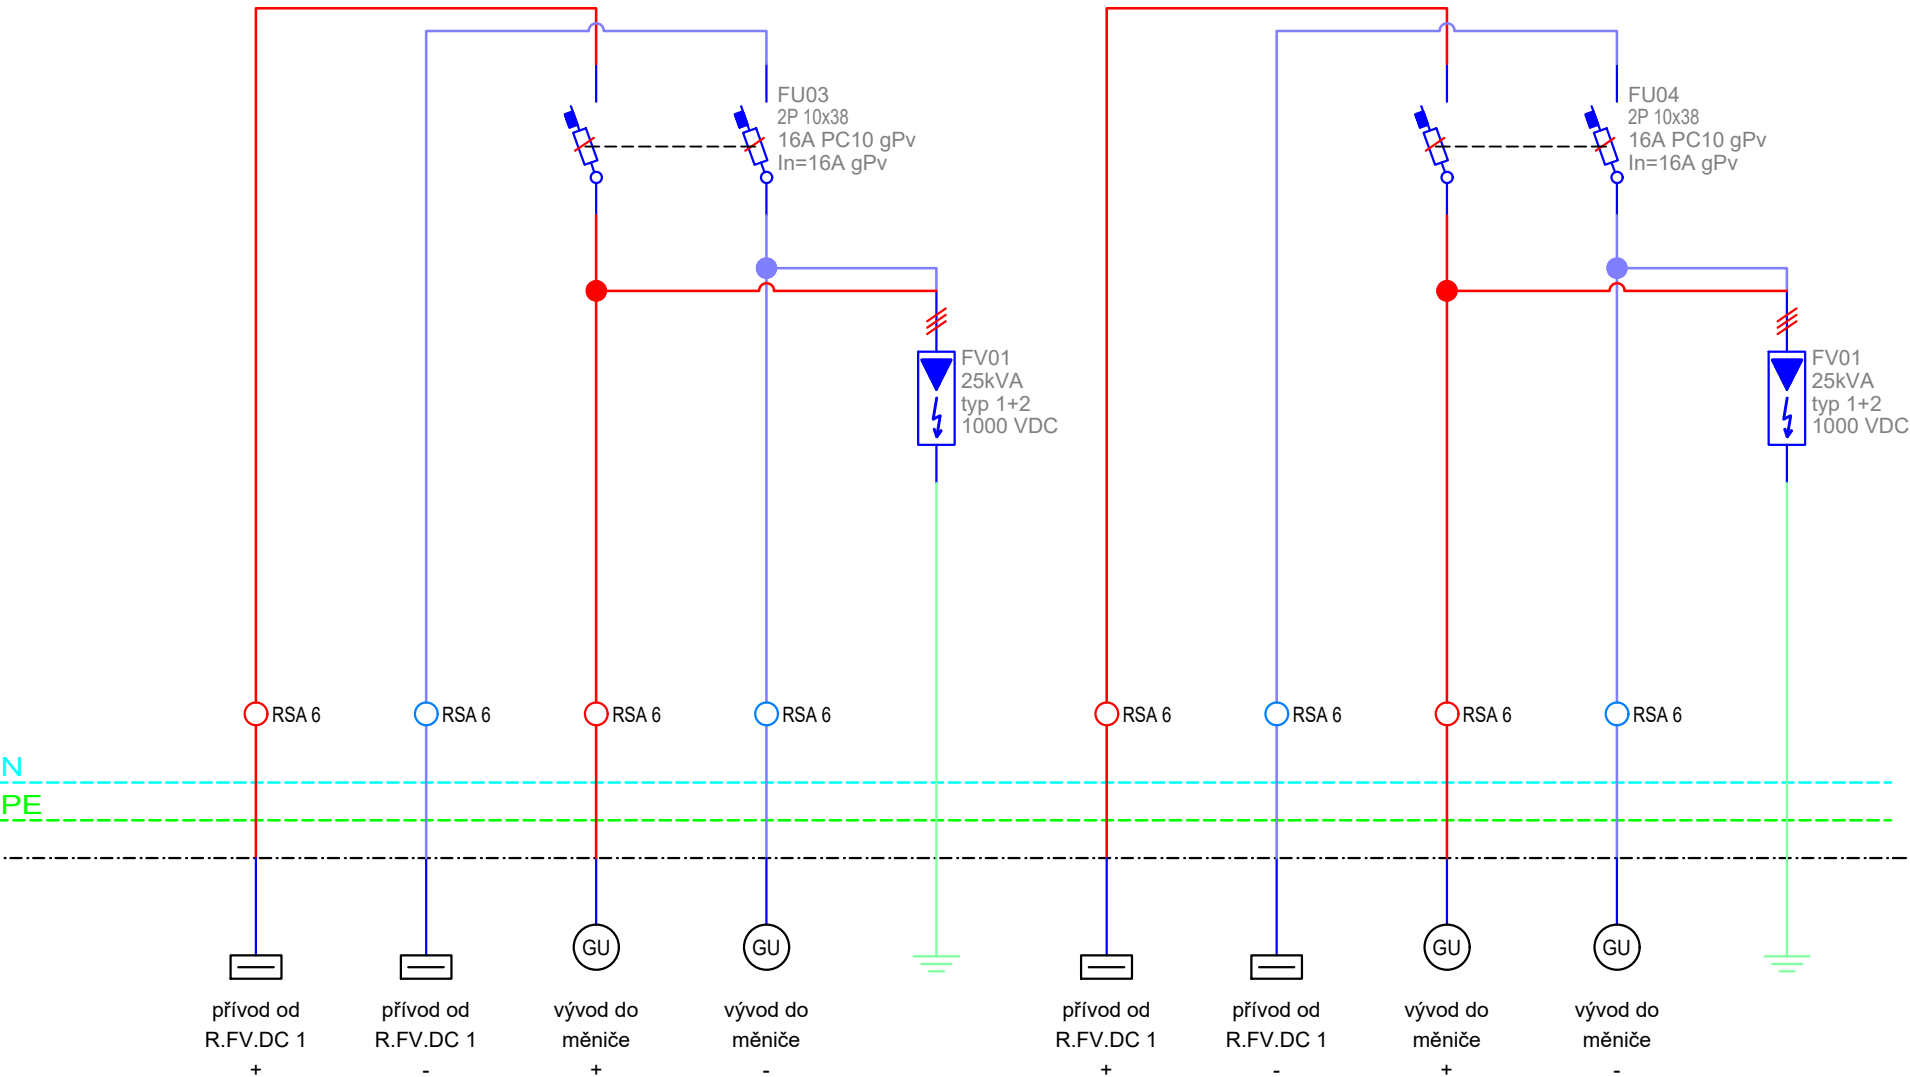 FU03
2P 10x38
16A PC10 gPv
In=16A gPv
FU04
2P 10x38
16A PC10 gPv
In=16A gPv
FV01
25kVA
typ 1+2
1000 VDC
FV01
25kVA
typ 1+2
1000 VDC
RSA 6
RSA 6
RSA 6
RSA 6
RSA 6
RSA 6
RSA 6
RSA 6
N
PE
GU
GU
GU
GU
přívod od
R.FV.DC 1
+
přívod od
R.FV.DC 1
-
vývod do
měniče
+
vývod do
měniče
-
přívod od
R.FV.DC 1
+
přívod od
R.FV.DC 1
-
vývod do
měniče
+
vývod do
měniče
-